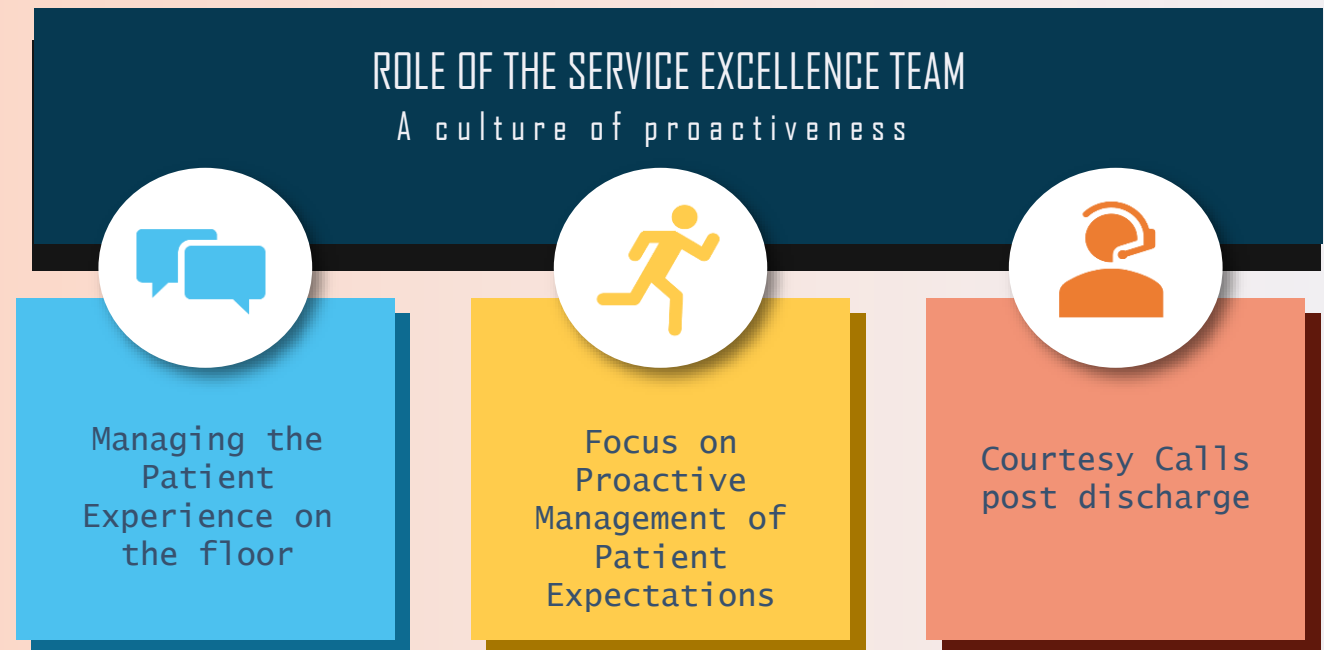 ROLE OF THE SERVICE EXCELLENCE TEAM
A culture of proactiveness
Managing the
Patient
Experience on
the floor
Focus on
Proactive
Management of
Patient
Expectations
Courtesy Calls
post discharge